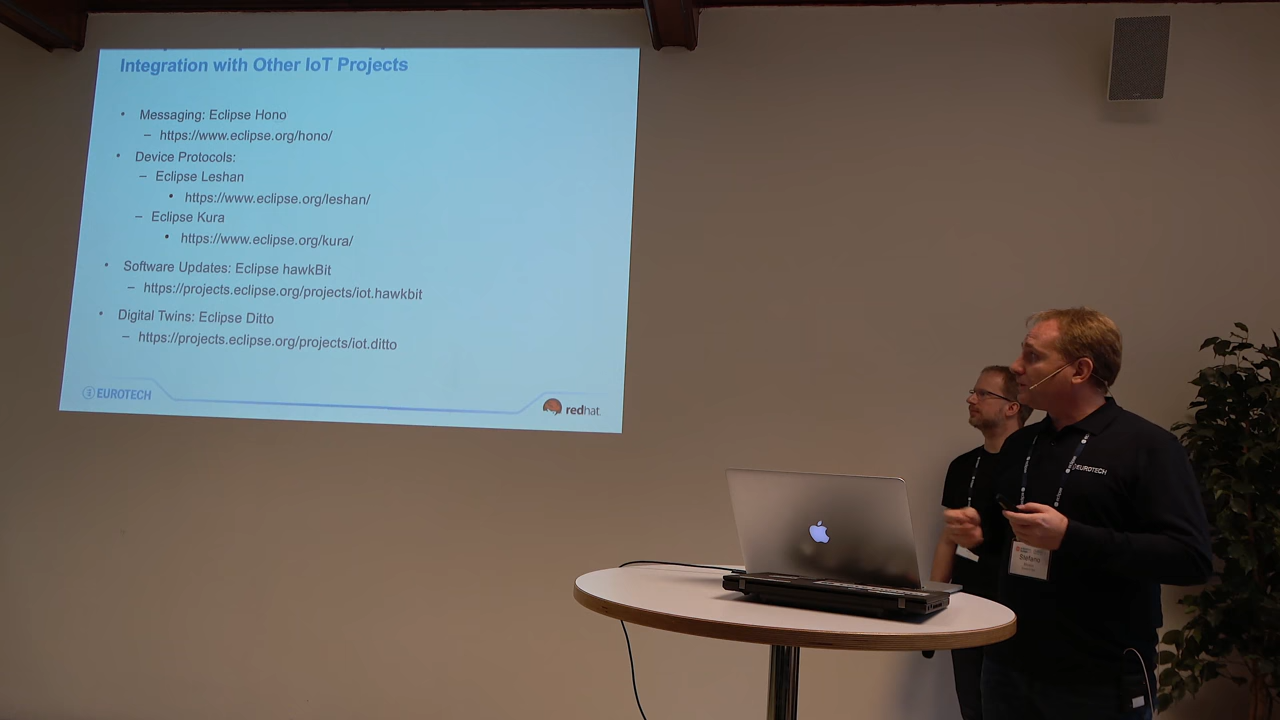 Integration with Other IoT Projects
• Messaging: Eclipse Hono
– https://www.eclipse.org/hono/
• Device Protocols:
– Eclipse Leshan
• https://www.eclipse.org/leshan/
– Eclipse Kura
• https://www.eclipse.org/kura/
• Software Updates: Eclipse hawkBit
– https://projects.eclipse.org/projects/iot.hawkbit
• Digital Twins: Eclipse Ditto
– https://projects.eclipse.org/projects/iot.ditto
EUROTECH
redhat.
EUROTECH
Stefano